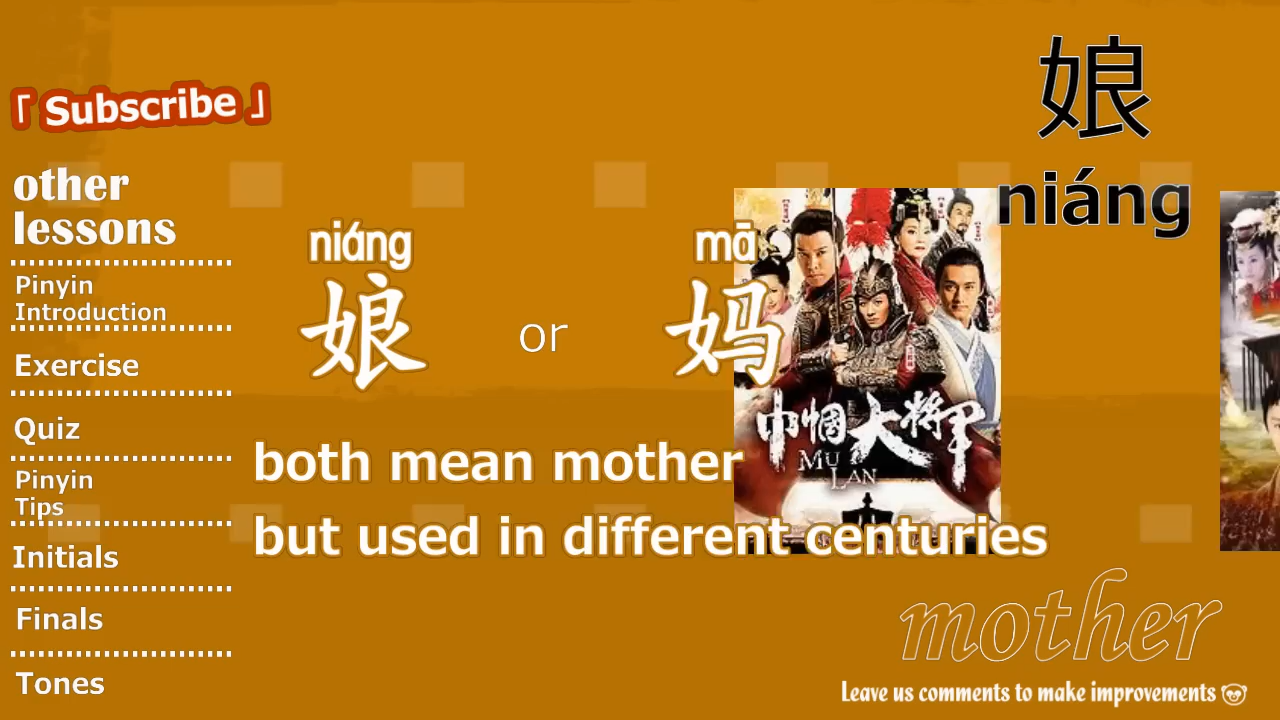 「 Subscribe 」
other
lessons
Pinyin
Introduction
Exercise
Quiz
Pinyin
Tips
Initials
Finals
Tones
娘
niáng
niáng
mā
娘 or 妈
both mean mother
but used in different centuries
巾帼大将军
MU
LAN
mother
Leave us comments to make improvements